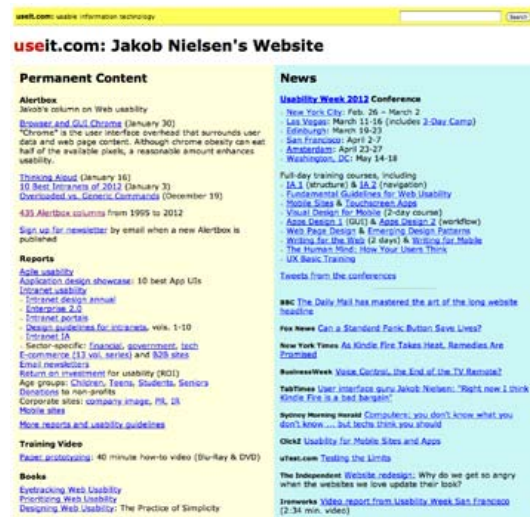 useit.com: usable information technology
Search
useit.com: Jakob Nielsen's Website
Permanent Content
Alertbox
Jakob's column on Web usability
Browser and GUI Chrome (January 30)
"Chrome" is the user interface overhead that surrounds user
data and web page content. Although chrome obesity can eat
half of the available pixels, a reasonable amount enhances
usability.
Thinking Aloud (January 16)
10 Best Intranets of 2012 (January 3)
Overloaded vs. Generic Commands (December 19)
435 Alertbox columns from 1995 to 2012
Sign up for newsletter by email when a new Alertbox is
published
Reports
Agile usability
Application design showcase: 10 best App UIs
Intranet usability
- Intranet design annual
- Enterprise 2.0
- Intranet portals
- Design guidelines for intranets, vols. 1-10
- Intranet IA
- Sector-specific: financial, government, tech
E-commerce (13 vol. series) and B2B sites
Email newsletters
Return on investment for usability (ROI)
Age groups: Children, Teens, Students, Seniors
Donations to non-profits
Corporate sites: company image, PR, IR
Mobile sites
More reports and usability guidelines
Training Video
Paper prototyping: 40 minute how-to video (Blu-Ray & DVD)
Books
Eyetracking Web Usability
Prioritizing Web Usability
Designing Web Usability: The Practice of Simplicity
News
Usability Week 2012 Conference
- New York City: Feb. 26 – March 2
- Las Vegas: March 11-16 (includes 3-Day Camp)
- Edinburgh: March 19-23
- San Francisco: April 2-7
- Amsterdam: April 22-27
- Washington, DC: May 14-18
Full-day training courses, including
- IA 1 (structure) & IA 2 (navigation)
- Fundamental Guidelines for Web Usability
- Mobile Sites & Touchscreen Apps
- Visual Design for Mobile (2-day course)
- Apps Design 1 (GUI) & Apps Design 2 (workflow)
- Web Page Design & Emerging Design Patterns
- Writing for the Web (2 days) & Writing for Mobile
- The Human Mind: How Your Users Think
- UX Basic Training
Tweets from the conferences
BBC The Daily Mail has mastered the art of the long website
headline
Fox News Can a Standard Panic Button Save Lives?
New York Times As Kindle Fire Takes Heat, Remedies Are
Promised
BusinessWeek Voice Control, the End of the TV Remote?
TabTimes User interface guru Jakob Nielsen: "Right now I think
Kindle Fire is a bad bargain"
Sydney Morning Herald Computers: you don't know what you
don't know ... but techs think you should
ClickZ Usability for Mobile Sites and Apps
uTest.com Testing the Limits
The Independent Website redesign: Why do we get so angry
when the websites we love update their look?
Ironworks Video report from Usability Week San Francisco
(2:34 min. video)